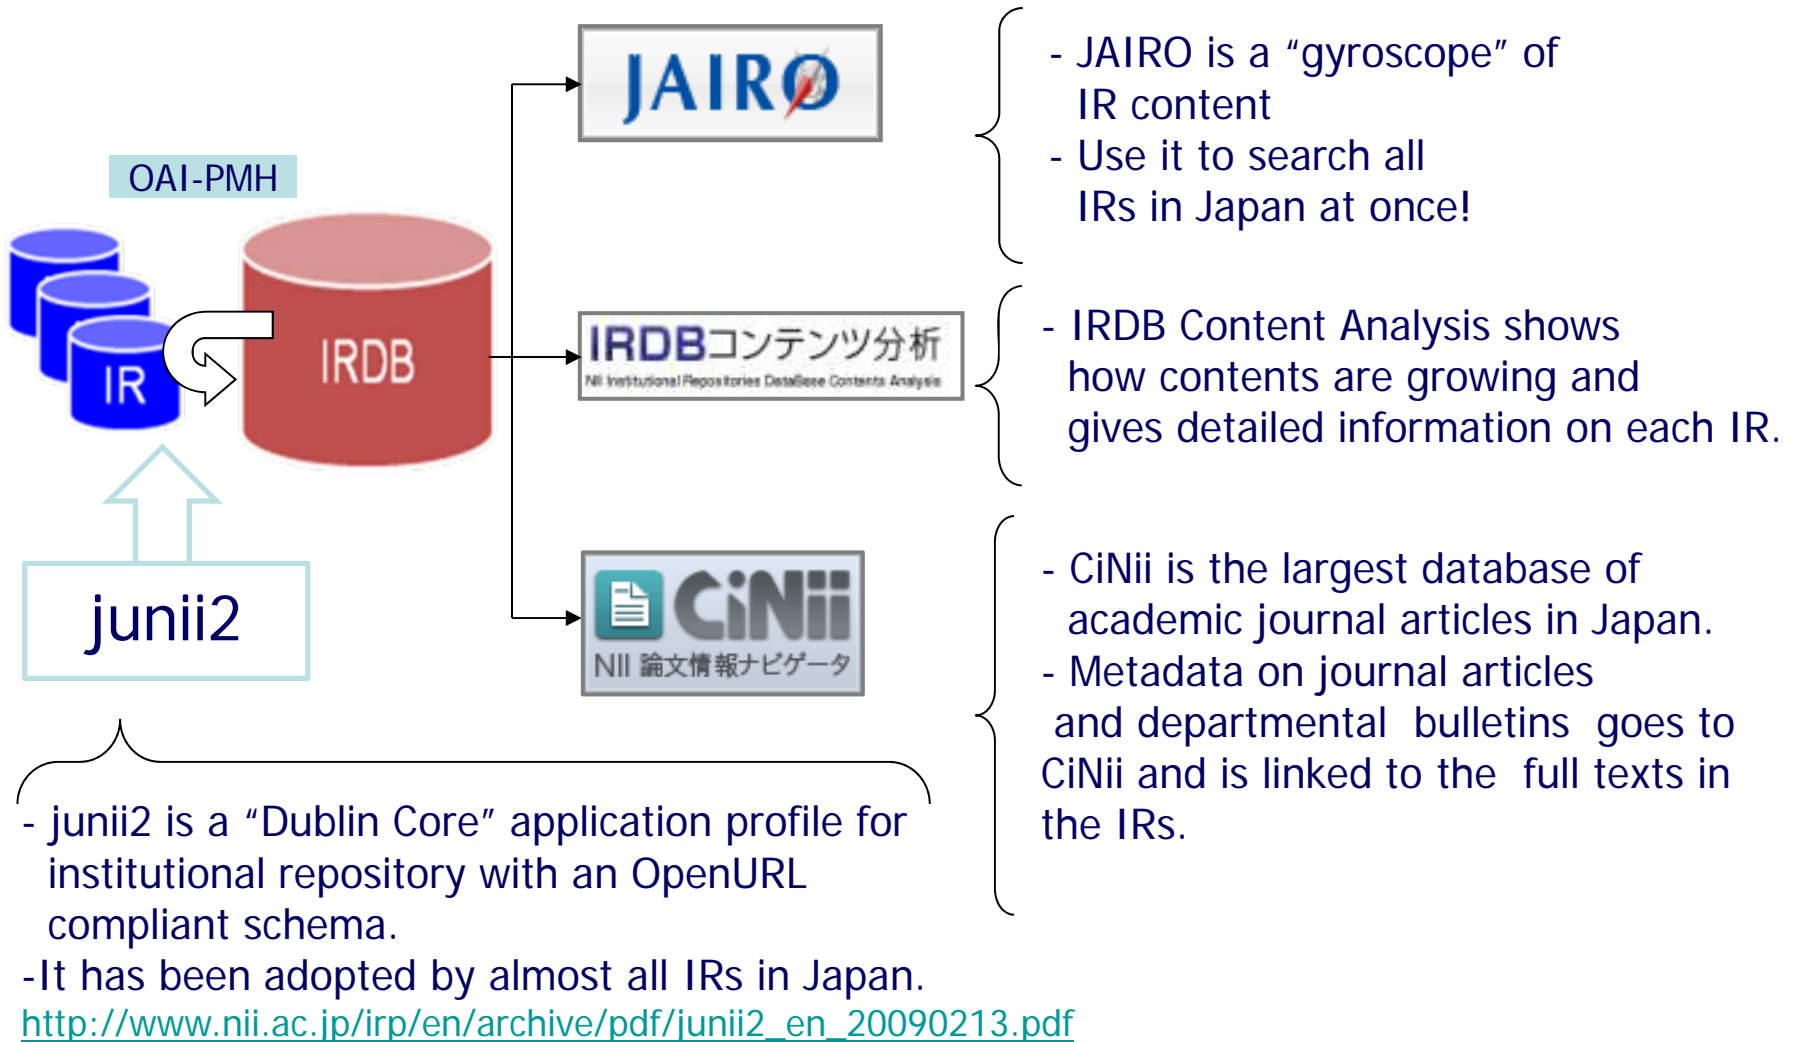 JAIRO
- JAIRO is a “gyroscope” of
IR content
- Use it to search all
IRs in Japan at once!
OAI-PMH
IR
IRDB
IRDBコンテンツ分析
NII Institutional Repositories DataBase Contents Analysis
- IRDB Content Analysis shows
how contents are growing and
gives detailed information on each IR.
junii2
CiNii
NII 論文情報ナビゲータ
- CiNii is the largest database of
academic journal articles in Japan.
- Metadata on journal articles
and departmental bulletins goes to
CiNii and is linked to the full texts in
the IRs.
- junii2 is a “Dublin Core” application profile for
institutional repository with an OpenURL
compliant schema.
-It has been adopted by almost all IRs in Japan.
http://www.nii.ac.jp/irp/en/archive/pdf/junii2_en_20090213.pdf